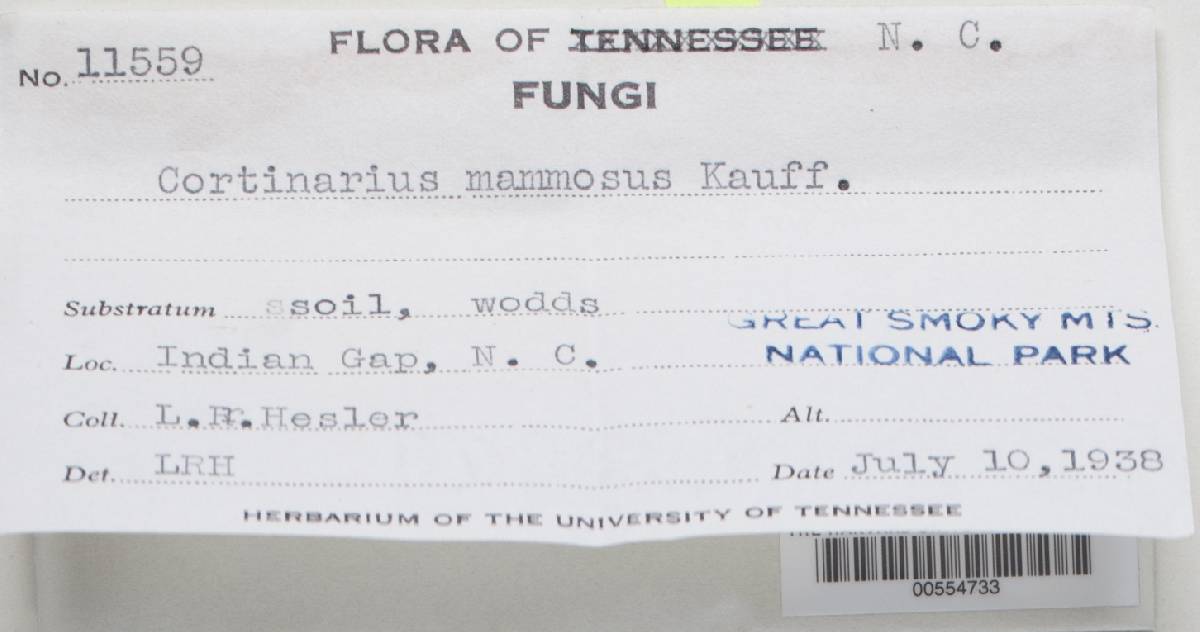 FLORA OF TENNESSEE N. C.
No. 11559
FUNGI
Cortinarius mammosus Kauff.
Substratum ssoil, wodds
GREAT SMOKY MTS.
Loc. Indian Gap, N. C.
NATIONAL PARK
Coll. L.R.Hesler
Alt.
Det. LRH
Date July 10,1938
HERBARIUM OF THE UNIVERSITY OF TENNESSEE
00554733